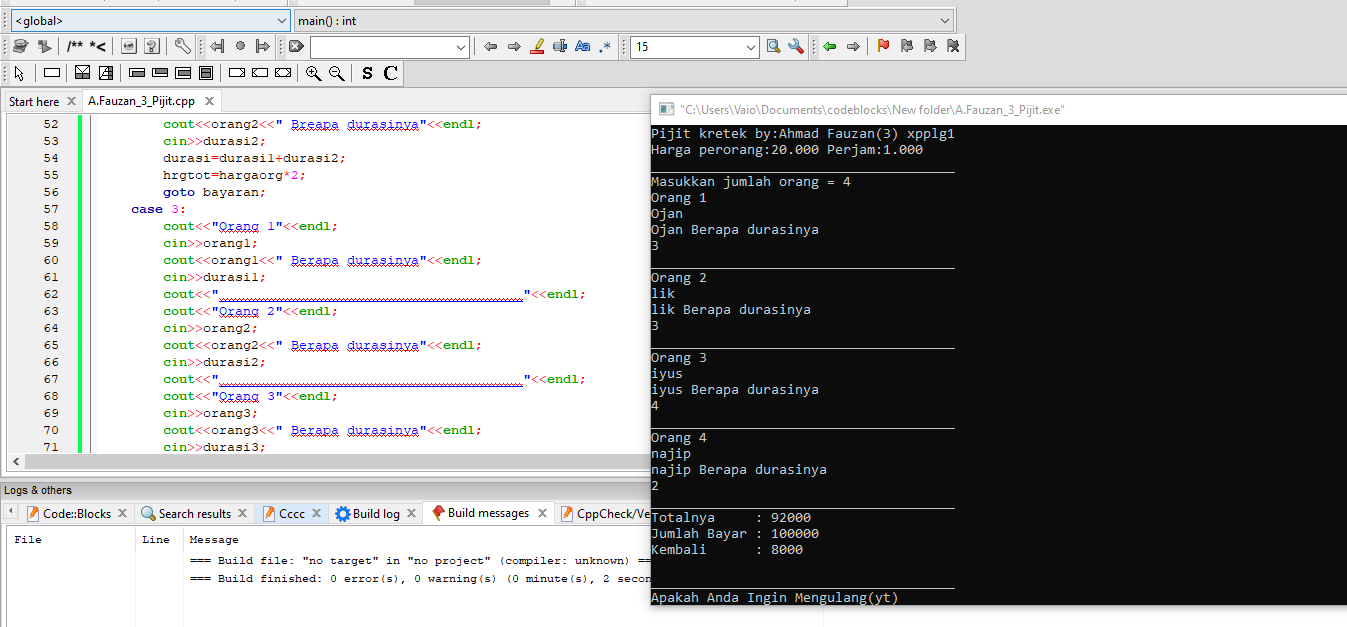 <global>
main() : int
/** *<
Aa .*
15
S C
Start here
A.Fauzan_3_Pijit.cpp
52 cout<<orang2<<" Breapa durasinya"<<endl;
53 cin>>durasi2;
54 durasi=durasi1+durasi2;
55 hrgtot=hargaorg*2;
56 goto bayaran;
57 case 3:
58 cout<<"Orang 1"<<endl;
59 cin>>orang1;
60 cout<<orang1<<" Berapa durasinya"<<endl;
61 cin>>durasi1;
62 cout<<"______________________________________"<<endl;
63 cout<<"Orang 2"<<endl;
64 cin>>orang2;
65 cout<<orang2<<" Berapa durasinya"<<endl;
66 cin>>durasi2;
67 cout<<"______________________________________"<<endl;
68 cout<<"Orang 3"<<endl;
69 cin>>orang3;
70 cout<<orang3<<" Berapa durasinya"<<endl;
71 cin>>durasi3;
Logs & others
Code::Blocks
Search results
Cccc
Build log
Build messages
CppCheck/Ve
File Line Message
=== Build file: "no target" in "no project" (compiler: unknown) ==
=== Build finished: 0 error(s), 0 warning(s) (0 minute(s), 2 secon
"C:\Users\Vaio\Documents\codeblocks\New folder\A.Fauzan_3_Pijit.exe"
Pijit kretek by:Ahmad Fauzan(3) xpplg1
Harga perorang:20.000 Perjam:1.000
______________________________________
Masukkan jumlah orang = 4
Orang 1
Ojan
Ojan Berapa durasinya
3
______________________________________
Orang 2
lik
lik Berapa durasinya
3
______________________________________
Orang 3
iyus
iyus Berapa durasinya
4
______________________________________
Orang 4
najip
najip Berapa durasinya
2
______________________________________
Totalnya : 92000
Jumlah Bayar : 100000
Kembali : 8000
______________________________________
Apakah Anda Ingin Mengulang(yt)